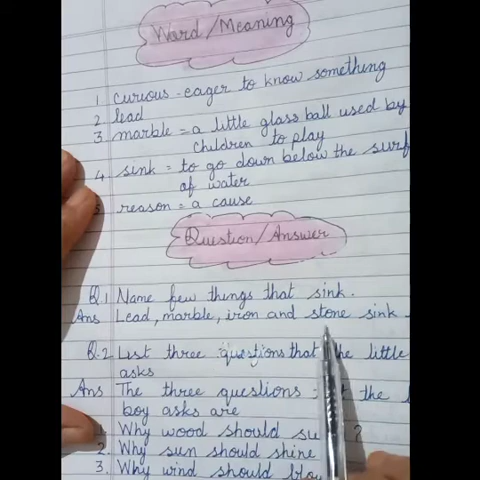 Word/Meaning
1 curious - eager to know something
2 lead
3 marble = a little glass ball used by
children to play
4 sink = to go down below the surf
of water
5 reason = a cause
Question/Answer
Q.1 Name few things that sink.
Ans Lead, marble, iron and stone sink
Q.2 List three questions that the little
asks
Ans The three questions the
boy asks are
Why wood should
2. Why sun should shine
3. Why wind should blow